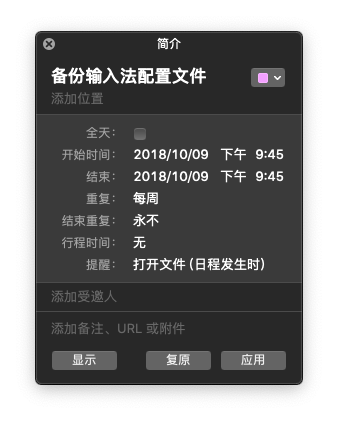 简介
备份输入法配置文件
添加位置
全天：
开始时间： 2018/10/09 下午 9:45
结束： 2018/10/09 下午 9:45
重复： 每周
结束重复： 永不
行程时间： 无
提醒： 打开文件 (日程发生时)
添加受邀人
添加备注、URL 或附件
显示 复原 应用